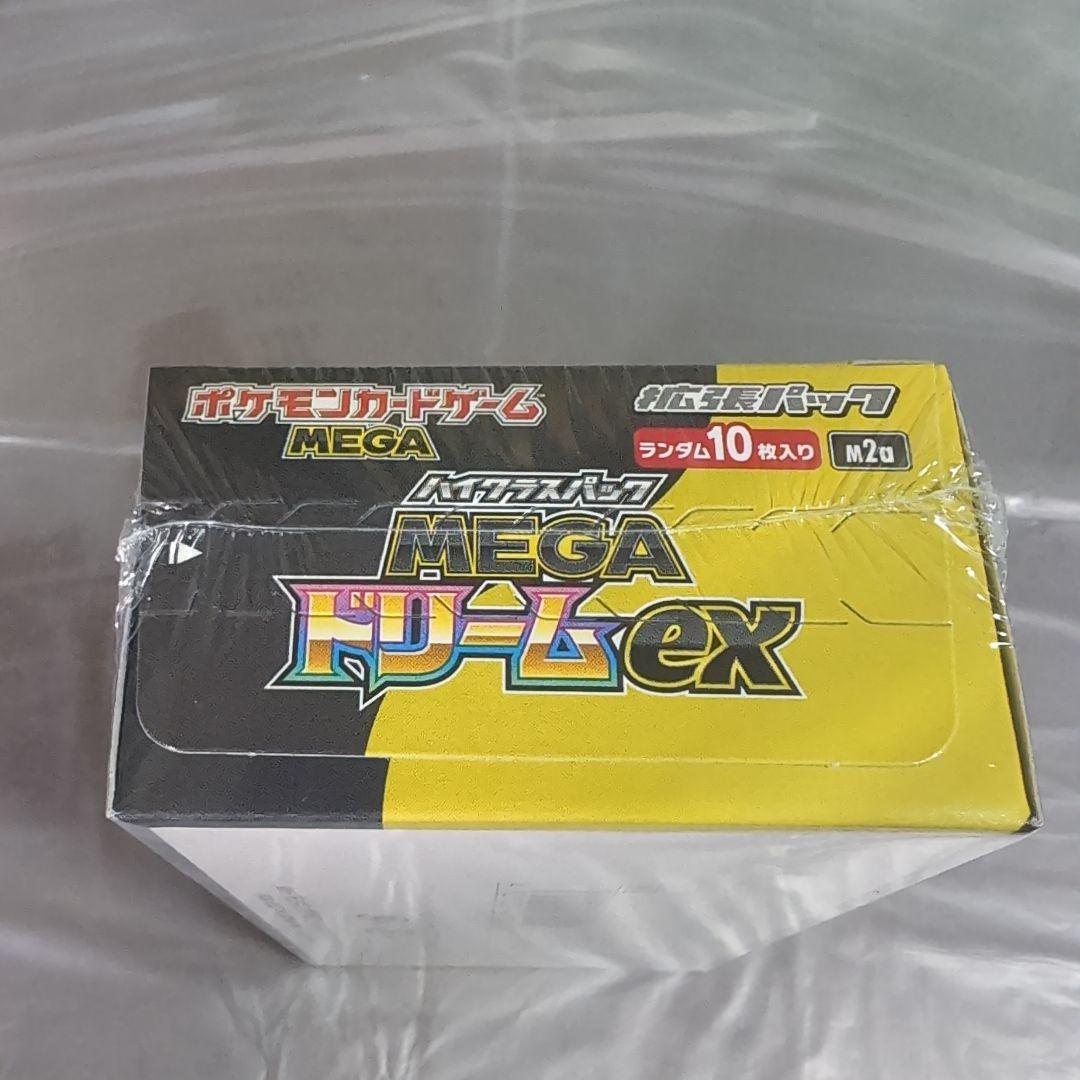 ポケモンカードゲーム
MEGA
拡張パック
ランダム10枚入り M2a
ハイクラスパック
MEGA
ドリームex